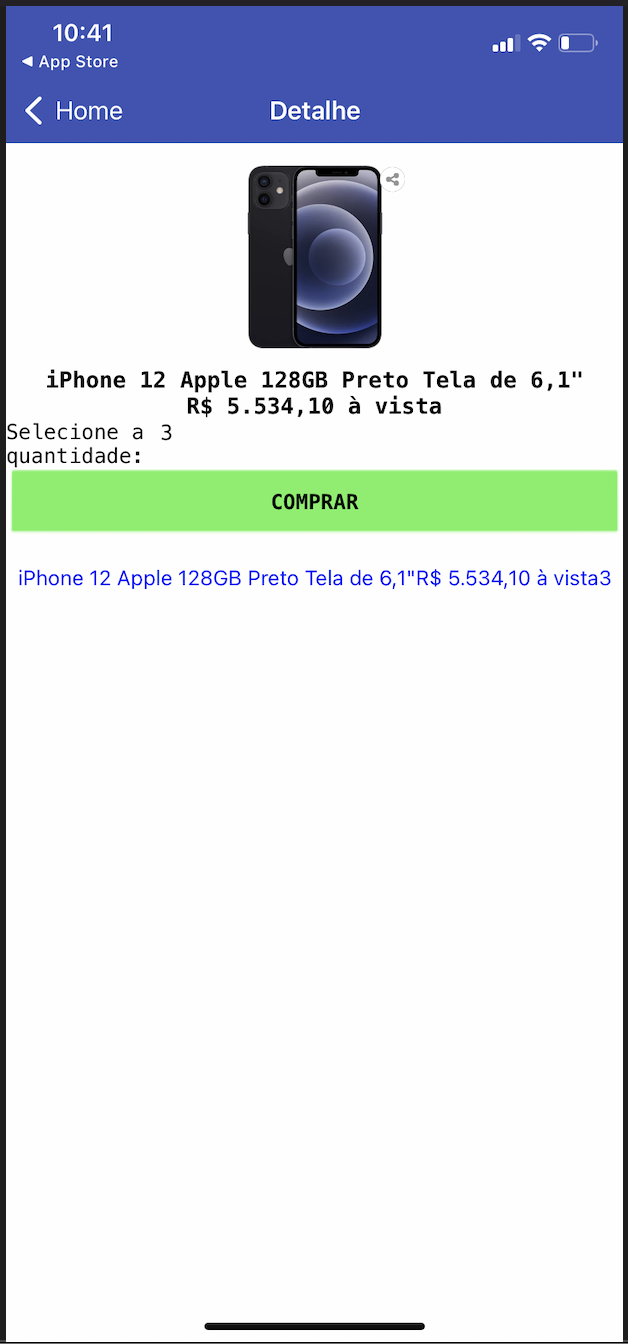 10:41
◀ App Store
Home
Detalhe
iPhone 12 Apple 128GB Preto Tela de 6,1"
R$ 5.534,10 à vista
Selecione a 3
quantidade:
COMPRAR
iPhone 12 Apple 128GB Preto Tela de 6,1"R$ 5.534,10 à vista3